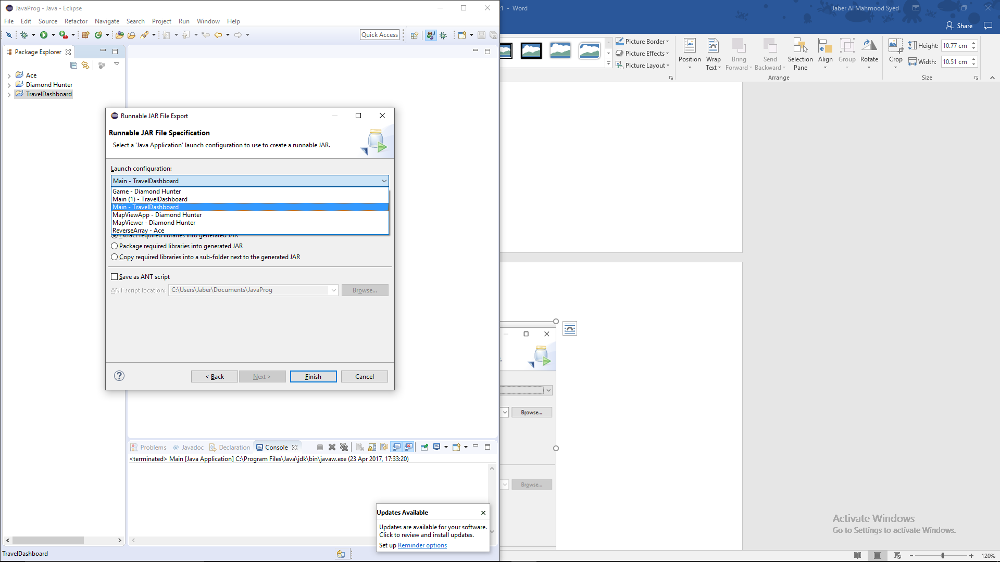 JavaProg - Java - Eclipse
File Edit Source Refactor Navigate Search Project Run Window Help
Quick Access
Package Explorer
Ace
Diamond Hunter
TravelDashboard
Runnable JAR File Export
Runnable JAR File Specification
Select a 'Java Application' launch configuration to use to create a runnable JAR.
Launch configuration:
Main - TravelDashboard
Game - Diamond Hunter
Main (1) - TravelDashboard
Main - TravelDashboard
MapViewApp - Diamond Hunter
MapViewer - Diamond Hunter
ReverseArray - Ace
Extract required libraries into generated JAR
Package required libraries into generated JAR
Copy required libraries into a sub-folder next to the generated JAR
Save as ANT script
ANT script location: C:\Users\Jaber\Documents\JavaProg Browse...
< Back Next > Finish Cancel
Problems @ Javadoc Declaration Console
<terminated> Main [Java Application] C:\Program Files\Java\jdk\bin\javaw.exe (23 Apr 2017, 17:33:20)
Updates Available
Updates are available for your software.
Click to review and install updates.
Set up Reminder options
TravelDashboard
- Word
Jaber Al Mahmood Syed
Share
Picture Border
Picture Effects
Picture Layout
Position
Wrap Text
Bring Forward
Send Backward
Selection Pane
Align
Group
Rotate
Arrange
Crop
Height: 10.77 cm
Width: 10.51 cm
Size
Browse...
Browse...
Activate Windows
Go to Settings to activate Windows.
120%